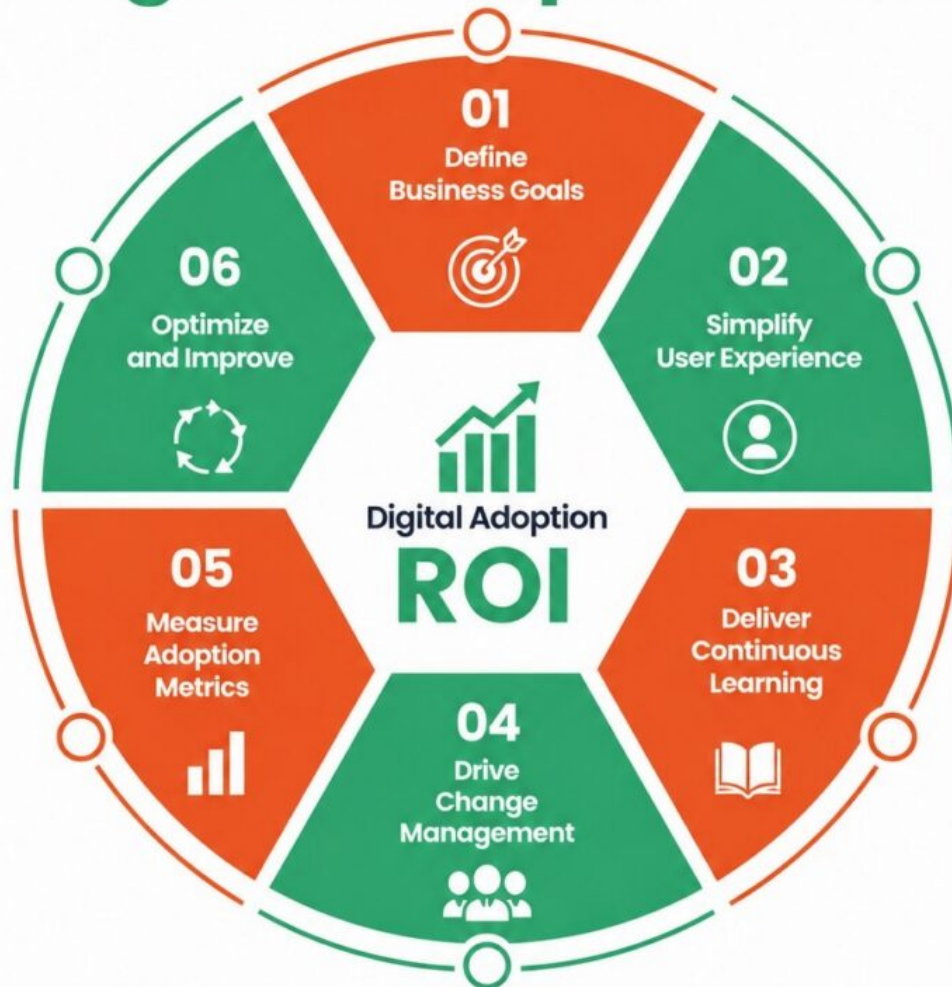 01
Define
Business Goals
02
Simplify
User Experience
03
Deliver
Continuous
Learning
04
Drive
Change
Management
05
Measure
Adoption
Metrics
06
Optimize
and Improve
Digital Adoption
ROI